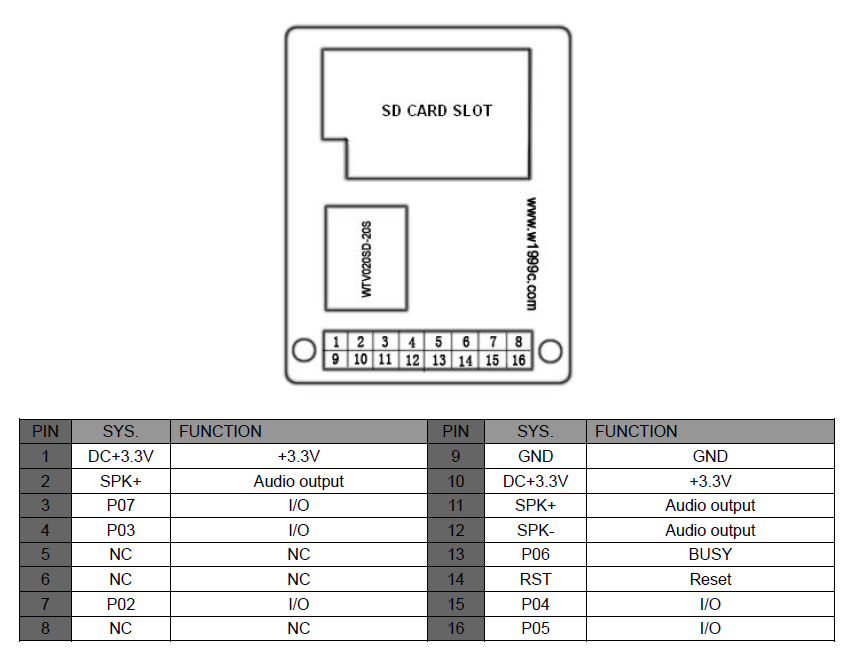 SD CARD SLOT
WTV020SD-20S
www.w1999c.com
1 2 3 4 5 6 7 8
9 10 11 12 13 14 15 16
PIN SYS. FUNCTION PIN SYS. FUNCTION
1 DC+3.3V +3.3V 9 GND GND
2 SPK+ Audio output 10 DC+3.3V +3.3V
3 P07 I/O 11 SPK+ Audio output
4 P03 I/O 12 SPK- Audio output
5 NC NC 13 P06 BUSY
6 NC NC 14 RST Reset
7 P02 I/O 15 P04 I/O
8 NC NC 16 P05 I/O